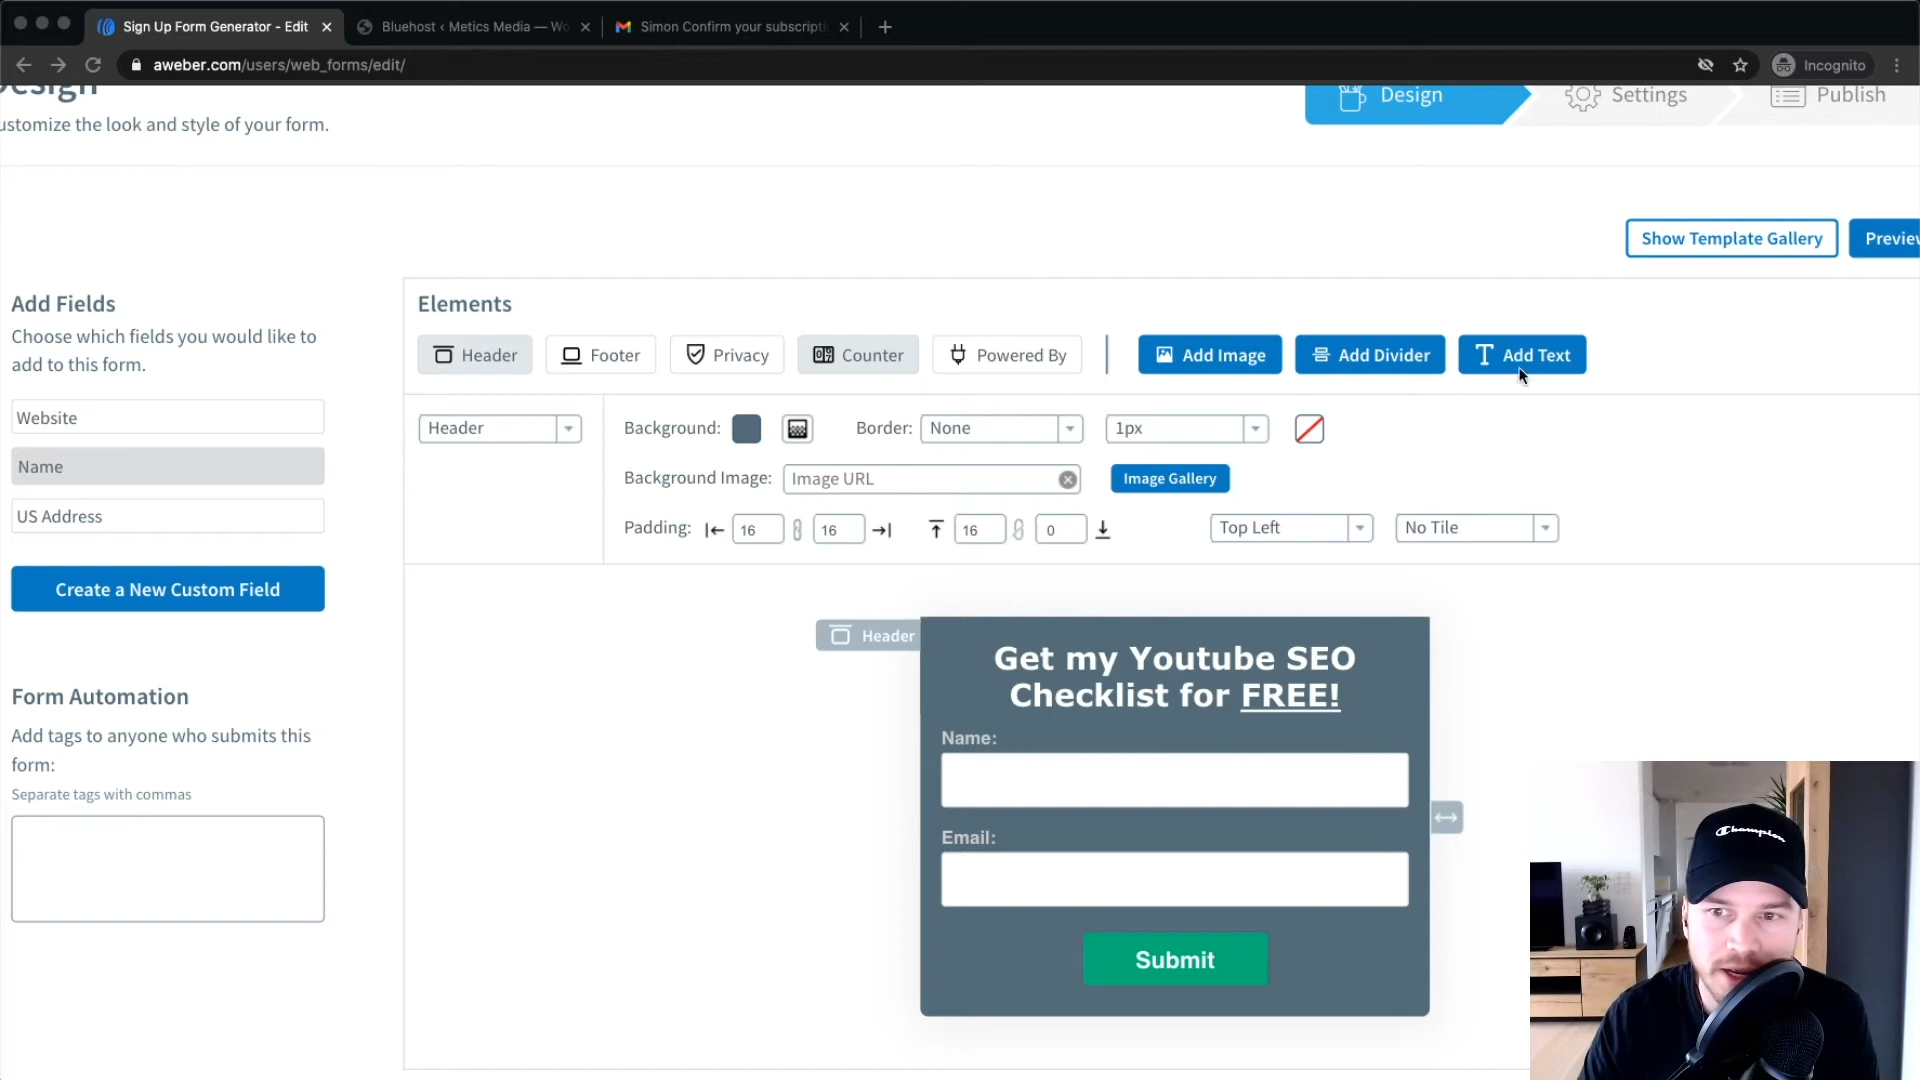 Sign Up Form Generator - Edit
Bluehost ‹ Metics Media — Wo
Simon Confirm your subscripti
aweber.com/users/web_forms/edit/
Incognito
Design
ustomize the look and style of your form.
Design
Settings
Publish
Show Template Gallery
Preview
Add Fields
Choose which fields you would like to
add to this form.
Website
Name
US Address
Create a New Custom Field
Form Automation
Add tags to anyone who submits this
form:
Separate tags with commas
Elements
Header
Footer
Privacy
Counter
Powered By
Add Image
Add Divider
Add Text
Header
Background:
Border:
None
1px
Background Image:
Image URL
Image Gallery
Padding:
16
16
16
0
Top Left
No Tile
Header
Get my Youtube SEO
Checklist for FREE!
Name:
Email:
Submit
Champion